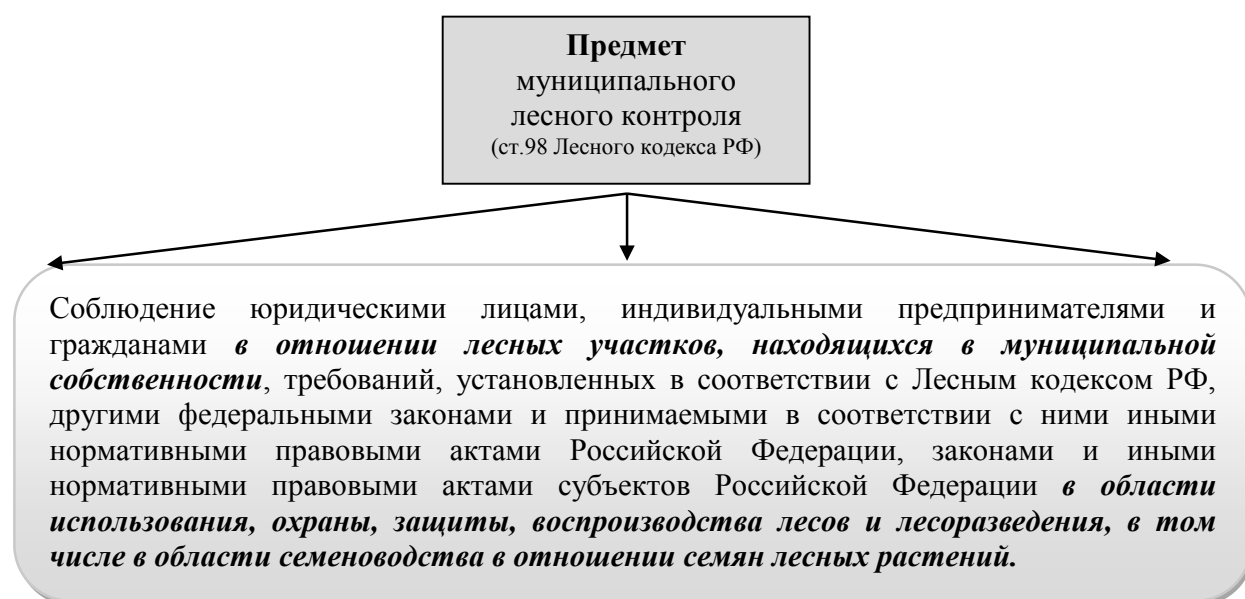 Предмет
муниципального
лесного контроля
(ст.98 Лесного кодекса РФ)
Соблюдение юридическими лицами, индивидуальными предпринимателями и
гражданами в отношении лесных участков, находящихся в муниципальной
собственности, требований, установленных в соответствии с Лесным кодексом РФ,
другими федеральными законами и принимаемыми в соответствии с ними иными
нормативными правовыми актами Российской Федерации, законами и иными
нормативными правовыми актами субъектов Российской Федерации в области
использования, охраны, защиты, воспроизводства лесов и лесоразведения, в том
числе в области семеноводства в отношении семян лесных растений.